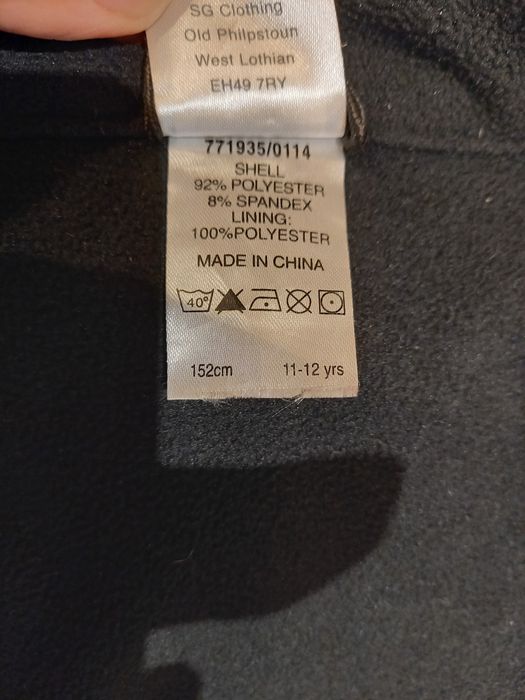 SG Clothing
Old Philpstoun
West Lothian
EH49 7RY
771935/0114
SHELL
92% POLYESTER
8% SPANDEX
LINING:
100%POLYESTER
MADE IN CHINA
40°
152cm 11-12 yrs